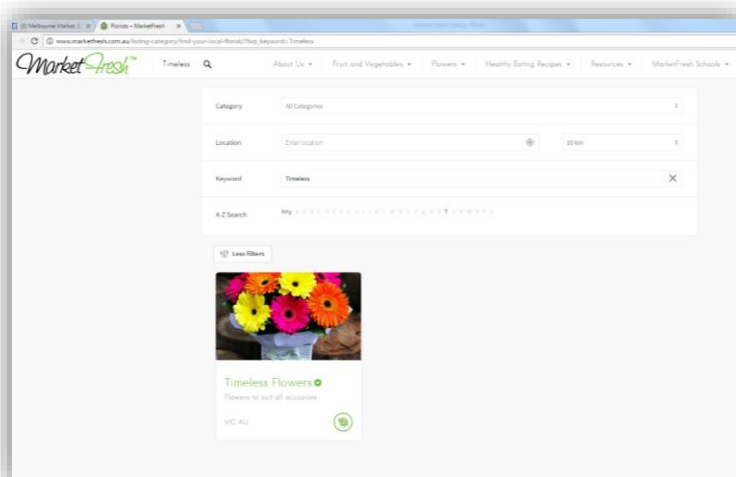 Melbourne Market, S
Florists – MarketFresh
www.marketfresh.com.au/listing-category/find-your-local-florist/?lsvr_keyword=Timeless
MarketFresh™
Timeless
About Us
Fruit and Vegetables
Flowers
Healthy Eating Recipes
Resources
MarketFresh Schools
Category
All Categories
Location
Enter location
10 km
Keyword
Timeless
A-Z Search
Any
Less filters
Timeless Flowers
Flowers to suit all occasions
VIC AU